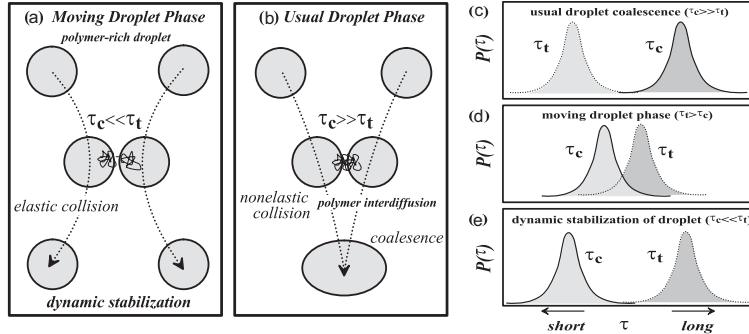 (a) Moving Droplet Phase
polymer-rich droplet
τc<<τt
elastic collision
dynamic stabilization
(b) Usual Droplet Phase
τc>>τt
nonelastic
collision
polymer interdiffusion
coalesence
(c)
usual droplet coalescence (τc>>τt)
P(τ)
τt
τc
(d)
moving droplet phase (τt>τc)
P(τ)
τc
τt
(e)
dynamic stabilization of droplet (τc<<τt)
P(τ)
τc
τt
short
τ
long